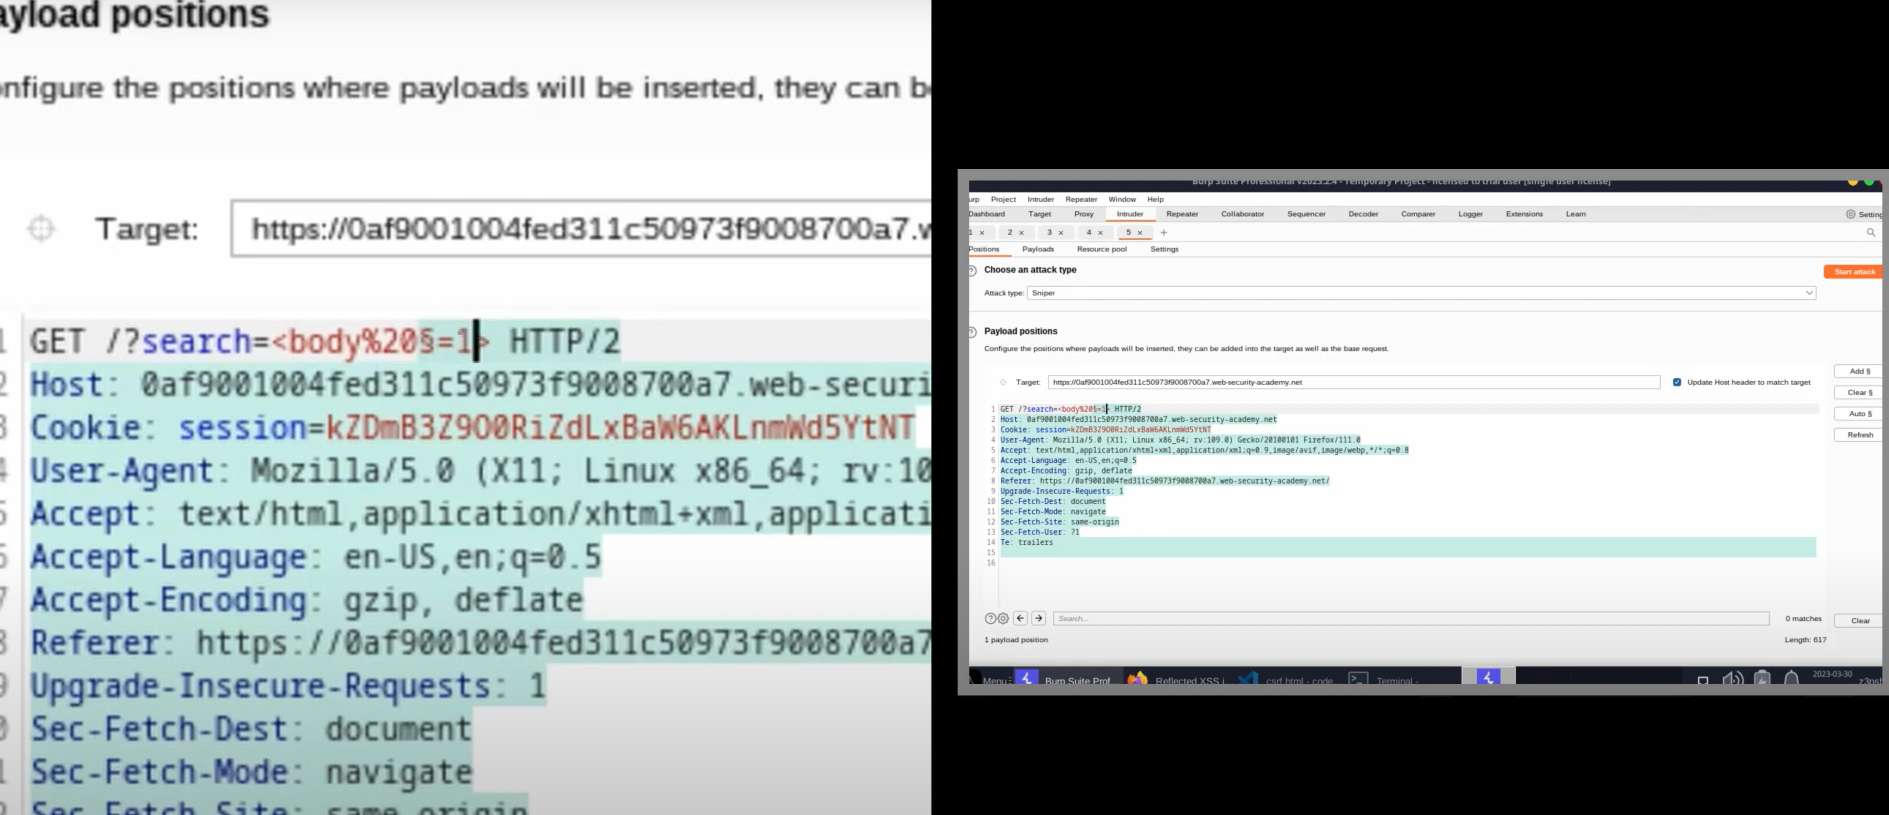 ayload positions
nfigure the positions where payloads will be inserted, they can b
Target: https://0af9001004fed311c50973f9008700a7.w
GET /?search=<body%20§=1> HTTP/2
Host: 0af9001004fed311c50973f9008700a7.web-securi
Cookie: session=kZDmB3Z9O0RiZdLxBaW6AKLnmWd5YtNT
User-Agent: Mozilla/5.0 (X11; Linux x86_64; rv:10
Accept: text/html,application/xhtml+xml,applicati
Accept-Language: en-US,en;q=0.5
Accept-Encoding: gzip, deflate
Referer: https://0af9001004fed311c50973f9008700a7
Upgrade-Insecure-Requests: 1
Sec-Fetch-Dest: document
Sec-Fetch-Mode: navigate
Sec-Fetch-Site: same-origin
Burp Suite Professional v2023.2.4 - Temporary Project - licensed to trial user [single user license]
urp Project Intruder Repeater Window Help
Dashboard Target Proxy Intruder Repeater Collaborator Sequencer Decoder Comparer Logger Extensions Learn Setting
1 × 2 × 3 × 4 × 5 × +
Positions Payloads Resource pool Settings
Choose an attack type
Start attack
Attack type: Sniper
Payload positions
Configure the positions where payloads will be inserted, they can be added into the target as well as the base request.
Add §
Target: https://0af9001004fed311c50973f9008700a7.web-security-academy.net Update Host header to match target
Clear §
Auto §
Refresh
1 GET /?search=<body%20§=1> HTTP/2
2 Host: 0af9001004fed311c50973f9008700a7.web-security-academy.net
3 Cookie: session=kZDmB3Z9O0RiZdLxBaW6AKLnmWd5YtNT
4 User-Agent: Mozilla/5.0 (X11; Linux x86_64; rv:109.0) Gecko/20100101 Firefox/111.0
5 Accept: text/html,application/xhtml+xml,application/xml;q=0.9,image/avif,image/webp,*/*;q=0.8
6 Accept-Language: en-US,en;q=0.5
7 Accept-Encoding: gzip, deflate
8 Referer: https://0af9001004fed311c50973f9008700a7.web-security-academy.net/
9 Upgrade-Insecure-Requests: 1
10 Sec-Fetch-Dest: document
11 Sec-Fetch-Mode: navigate
12 Sec-Fetch-Site: same-origin
13 Sec-Fetch-User: ?1
14 Te: trailers
15
16
Search... 0 matches Clear
1 payload position Length: 617
Menu Burp Suite Prof... Reflected XSS i... csrf.html - code... Terminal - 2023-03-30